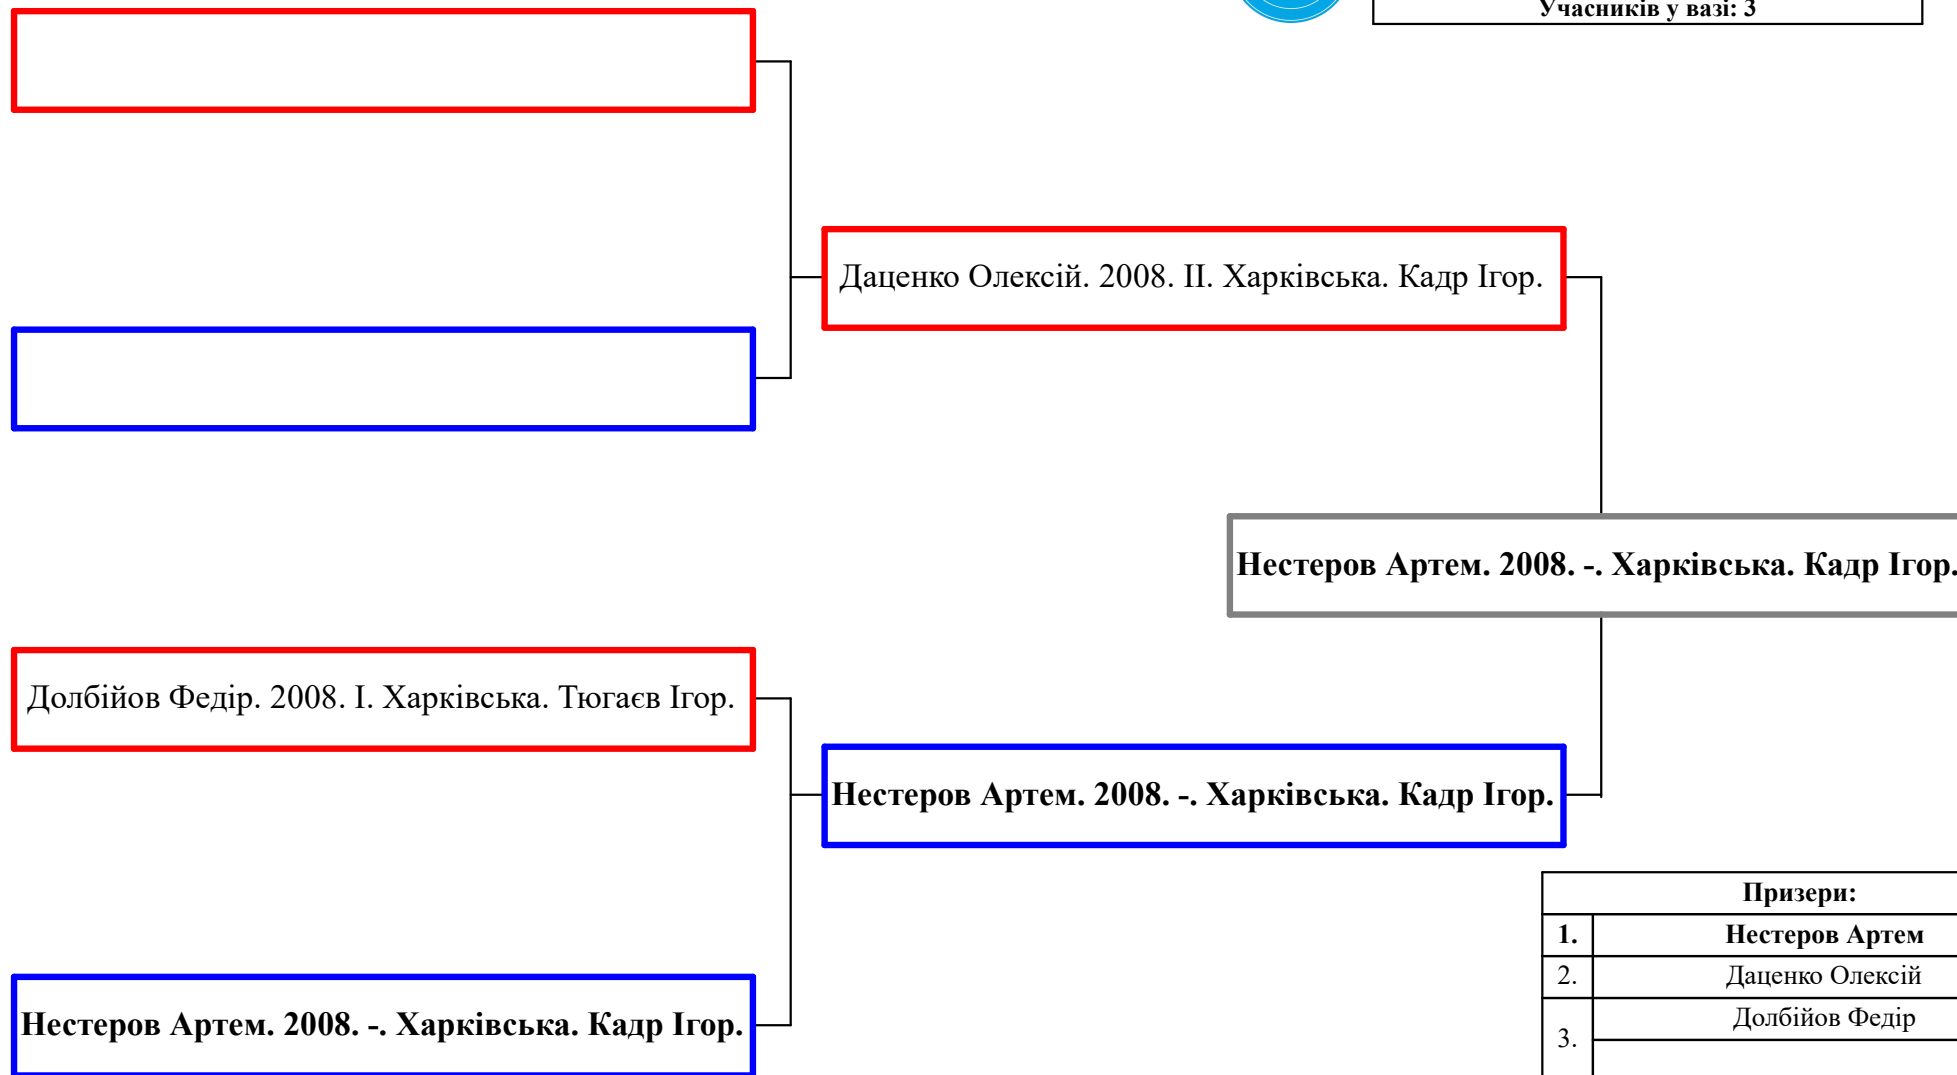 Учасників у вазі: 3
Даценко Олексій. 2008. II. Харківська. Кадр Ігор.
Нестеров Артем. 2008. -. Харківська. Кадр Ігор.
Долбійов Федір. 2008. I. Харківська. Тюгаєв Ігор.
Нестеров Артем. 2008. -. Харківська. Кадр Ігор.
Нестеров Артем. 2008. -. Харківська. Кадр Ігор.
Призери:
1. Нестеров Артем
2. Даценко Олексій
3. Долбійов Федір